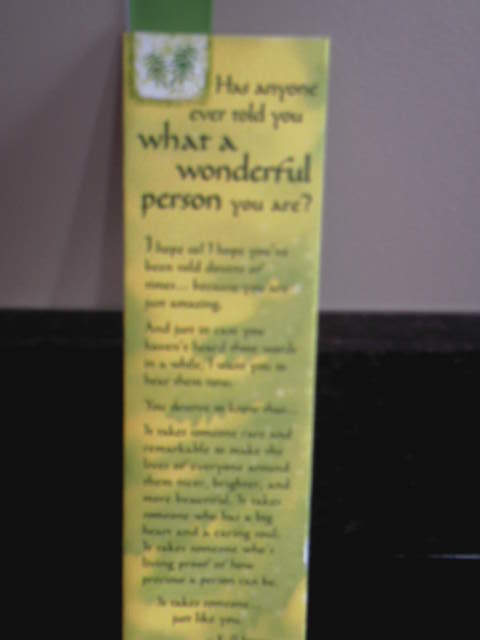 Has anyone
ever told you
what a
wonderful
person you are?
I hope so! I hope you've
been told dozens of
times... because you are
just amazing.
And just in case you
haven't heard those words
in a while, I want you to
hear them now.
You deserve to know that...
It takes someone rare and
remarkable to make the
lives of everyone around
them nicer, brighter, and
more beautiful. It takes
someone who has a big
heart and a caring soul.
It takes someone who's
living proof of how
precious a person can be.
It takes someone...
just like you.